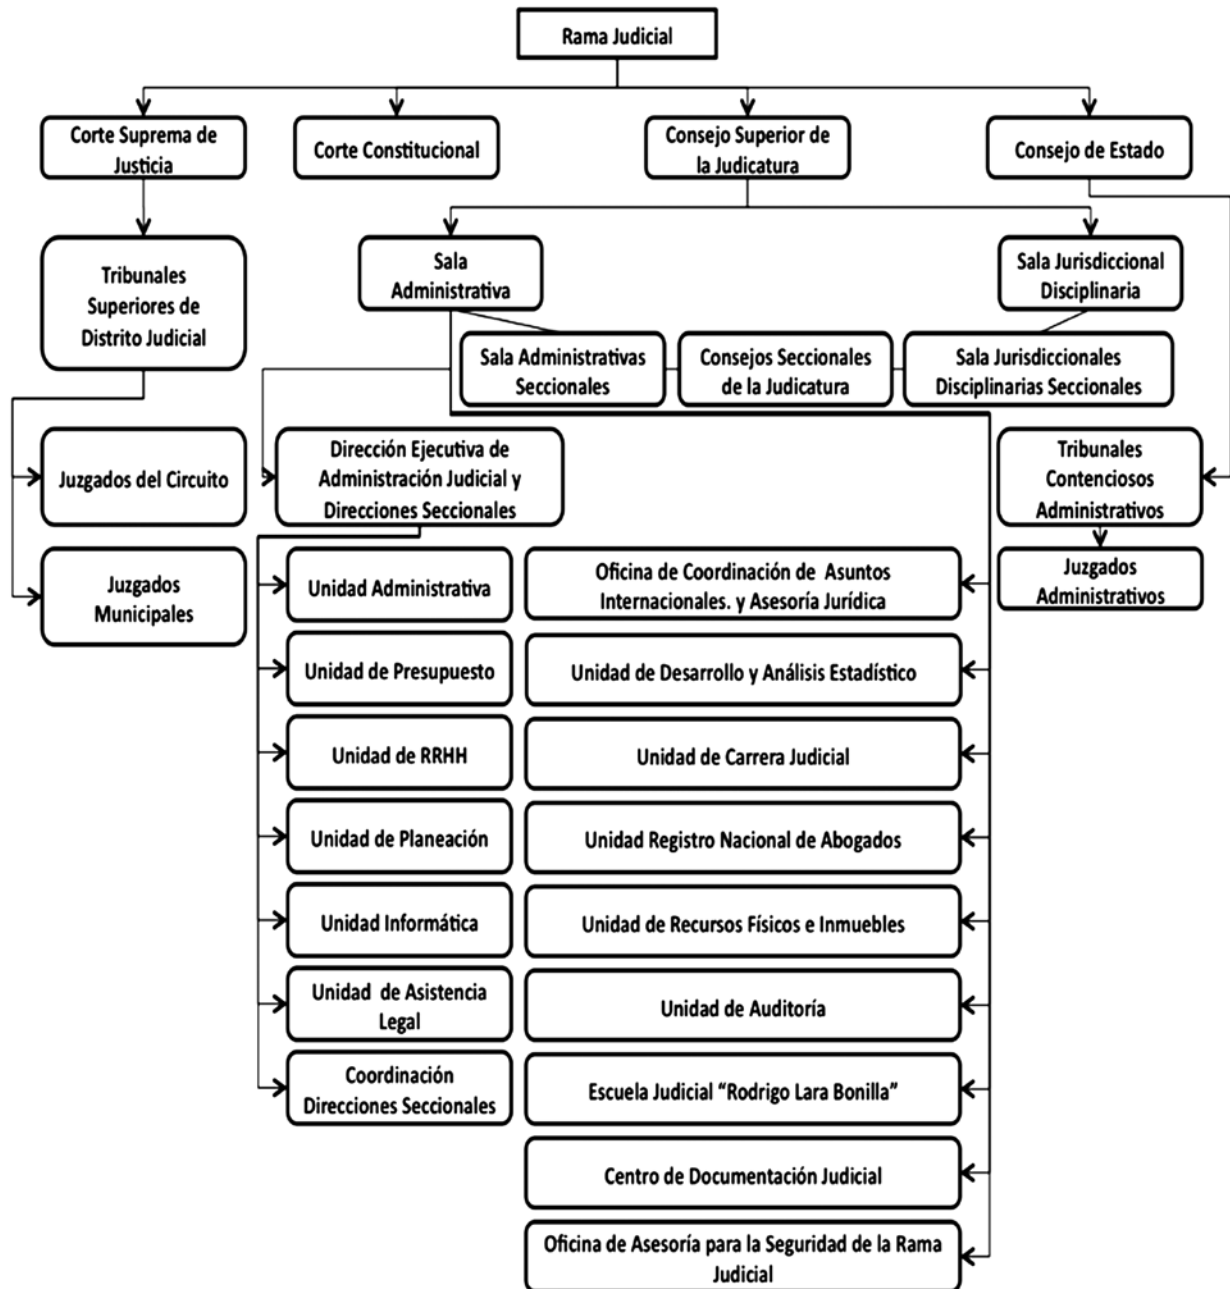 Rama Judicial
Corte Suprema de
Justicia
Corte Constitucional
Consejo Superior de
la Judicatura
Consejo de Estado
Tribunales
Superiores de
Distrito Judicial
Sala
Administrativa
Sala Jurisdiccional
Disciplinaria
Sala Administrativas
Seccionales
Consejos Seccionales
de la Judicatura
Sala Jurisdiccionales
Disciplinarias Seccionales
Juzgados del Circuito
Dirección Ejecutiva de
Administración Judicial y
Direcciones Seccionales
Tribunales
Contenciosos
Administrativos
Juzgados
Municipales
Unidad Administrativa
Oficina de Coordinación de Asuntos
Internacionales. y Asesoría Jurídica
Juzgados
Administrativos
Unidad de Presupuesto
Unidad de Desarrollo y Análisis Estadístico
Unidad de RRHH
Unidad de Carrera Judicial
Unidad de Planeación
Unidad Registro Nacional de Abogados
Unidad Informática
Unidad de Recursos Físicos e Inmuebles
Unidad de Asistencia
Legal
Unidad de Auditoría
Coordinación
Direcciones Seccionales
Escuela Judicial “Rodrigo Lara Bonilla”
Centro de Documentación Judicial
Oficina de Asesoría para la Seguridad de la Rama
Judicial